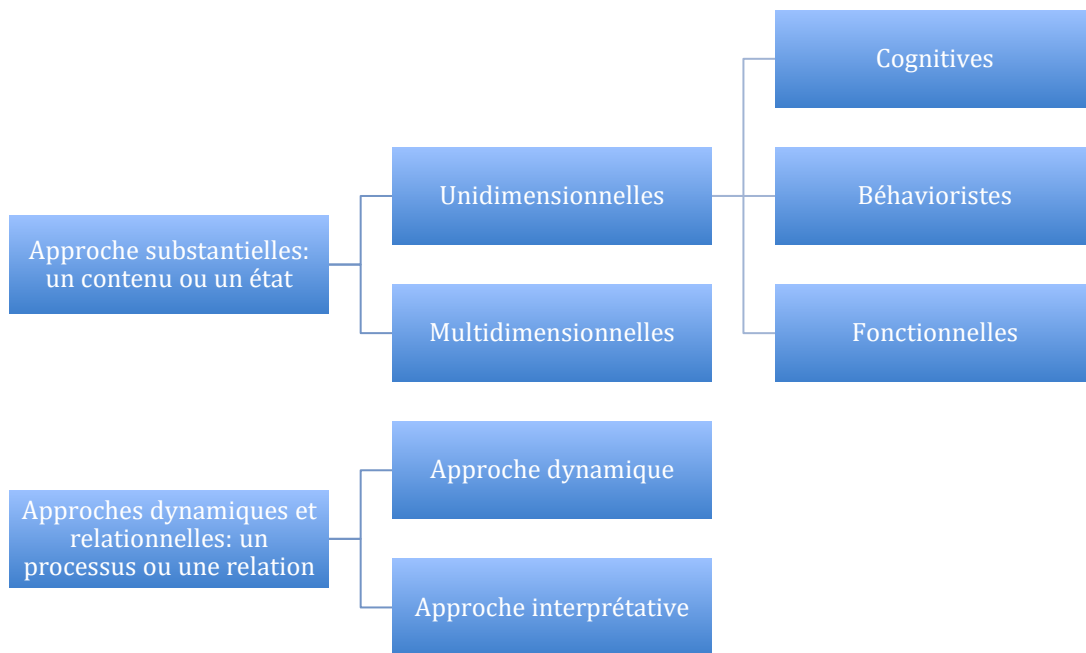 Approche substantielles:
un contenu ou un état
Unidimensionnelles
Multidimensionnelles
Cognitives
Béhavioristes
Fonctionnelles
Approches dynamiques et
relationnelles: un
processus ou une relation
Approche dynamique
Approche interprétative